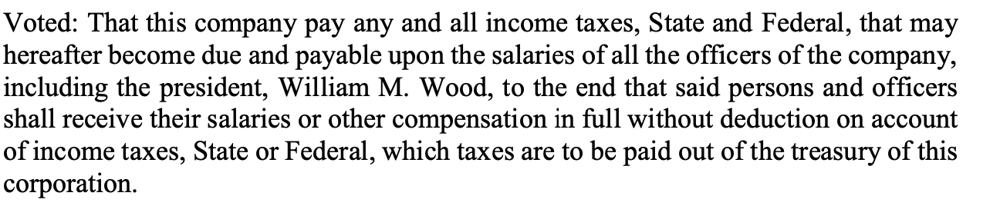 Voted: That this company pay any and all income taxes, State and Federal, that may
hereafter become due and payable upon the salaries of all the officers of the company,
including the president, William M. Wood, to the end that said persons and officers
shall receive their salaries or other compensation in full without deduction on account
of income taxes, State or Federal, which taxes are to be paid out of the treasury of this
corporation.